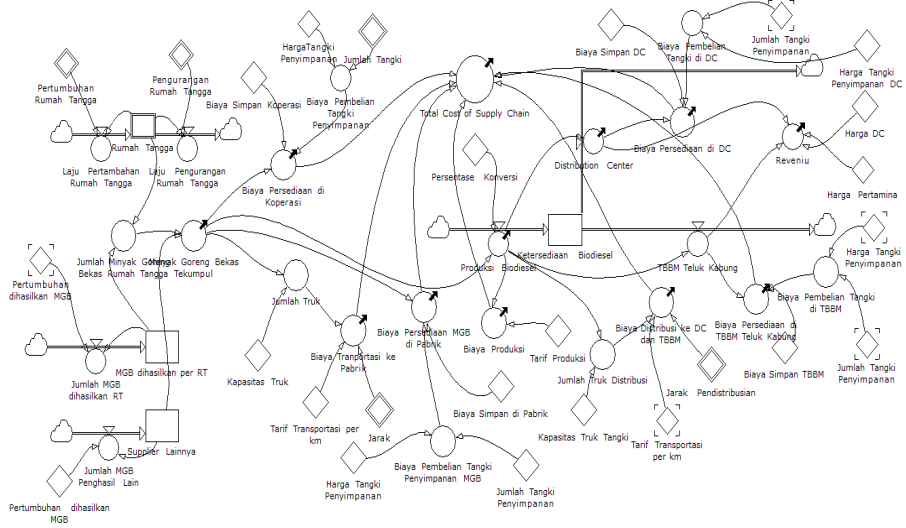 HargaTangki
Penyimpanan
Jumlah Tangki
Biaya Simpan DC
Biaya Pembelian
Tangki di DC
Jumlah Tangki
Penyimpanan
Pertumbuhan
Rumah Tangga
Pengurangan
Rumah Tangga
Biaya Simpan Koperasi
Biaya Pembelian
Tangki
Penyimpanan
Total Cost of Supply Chain
Harga Tangki
Penyimpanan DC
Harga DC
Rumah Tangga
Laju Pertambahan
Rumah Tangga
Laju Pengurangan
Rumah Tangga
Biaya Persediaan di
Koperasi
Persentase Konversi
Distribution Center
Biaya Persediaan di DC
Reveniu
Harga Pertamina
Jumlah Minyak Goreng
Bekas Rumah Tangga
Minyak Goreng Bekas
Tekumpul
Produksi Biodiesel
Ketersediaan Biodiesel
TBBM Teluk Kabung
Harga Tangki
Penyimpanan
Pertumbuhan
dihasilkan MGB
Jumlah Truk
Biaya Persediaan MGB
di Pabrik
Biaya Produksi
Tarif Produksi
Biaya Distribusi ke DC
dan TBBM
Biaya Persediaan di
TBBM Teluk Kabung
Biaya Pembelian Tangki
di TBBM
MGB dihasilkan per RT
Jumlah MGB
dihasilkan RT
Kapasitas Truk
Biaya Tranportasi ke
Pabrik
Jumlah Truk Distribusi
Jarak Pendistribusian
Biaya Simpan TBBM
Jumlah Tangki
Penyimpanan
Tarif Transportasi per
km
Jarak
Biaya Simpan di Pabrik
Kapasitas Truk Tangki
Tarif Transportasi
per km
Supplier Lainnya
Jumlah MGB
Penghasil Lain
Pertumbuhan dihasilkan
MGB
Harga Tangki
Penyimpanan
Biaya Pembelian Tangki
Penyimpanan MGB
Jumlah Tangki
Penyimpanan